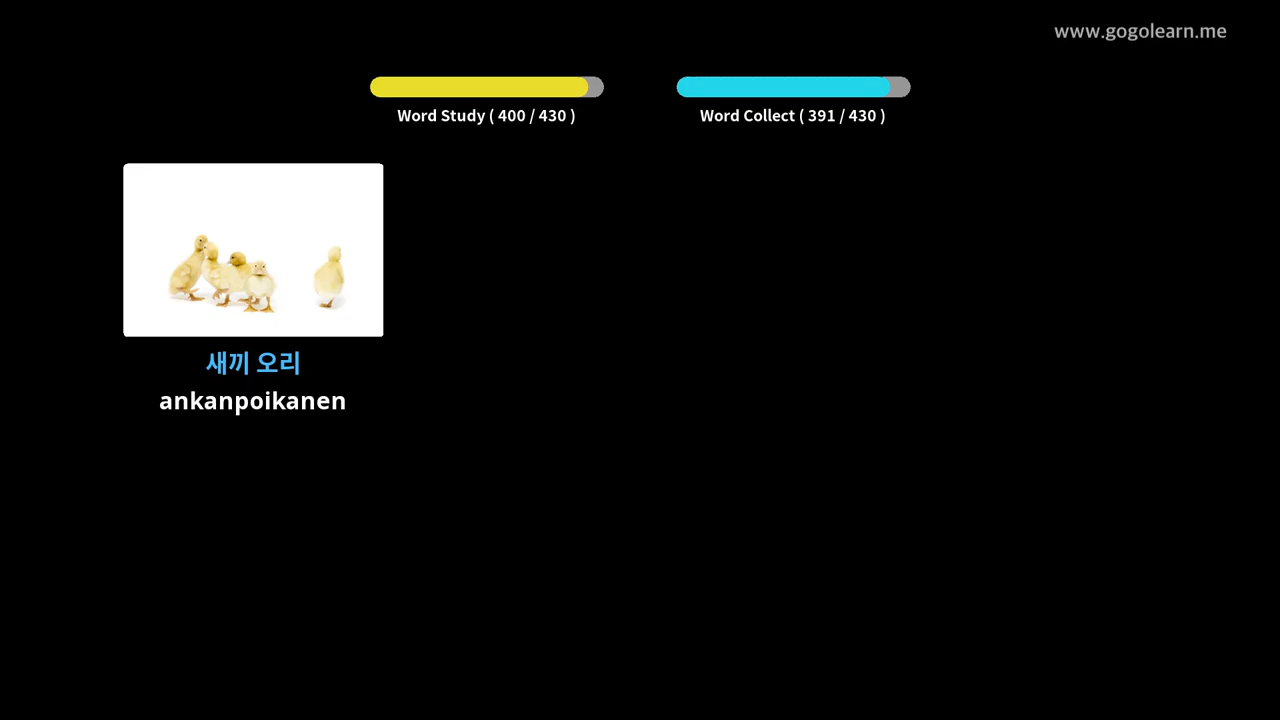 www.gogolearn.me
Word Study ( 400 / 430 )
Word Collect ( 391 / 430 )
새끼 오리
ankanpoikanen